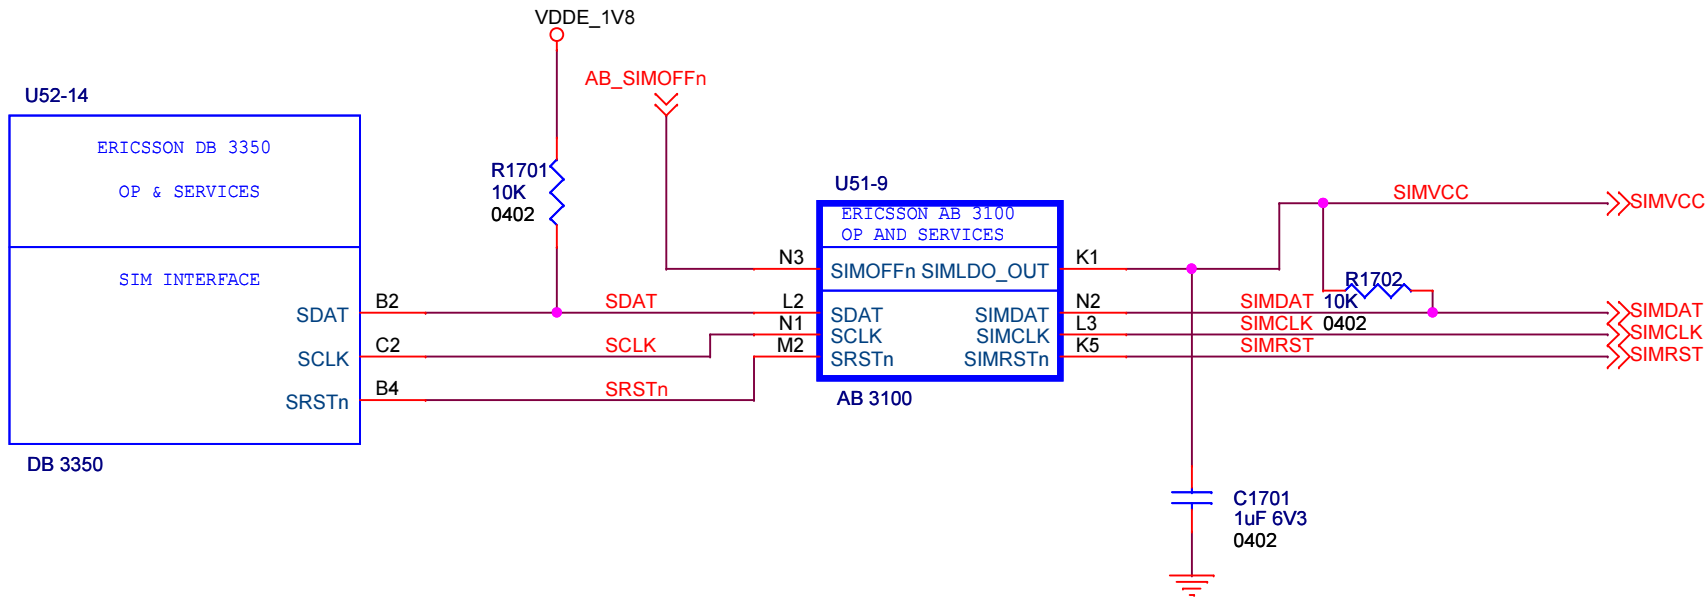 VDDE_1V8
AB_SIMOFFn
U52-14
ERICSSON DB 3350
OP & SERVICES
SIM INTERFACE
SDAT
SCLK
SRSTn
B2
C2
B4
DB 3350
R1701
10K
0402
SDAT
SCLK
SRSTn
U51-9
ERICSSON AB 3100
OP AND SERVICES
N3
L2
N1
M2
SIMOFFn SIMLDO_OUT
SDAT SIMDAT
SCLK SIMCLK
SRSTn SIMRSTn
K1
N2
L3
K5
AB 3100
SIMVCC
SIMVCC
R1702
10K
0402
SIMDAT
SIMCLK
SIMRST
SIMDAT
SIMCLK
SIMRST
C1701
1uF 6V3
0402